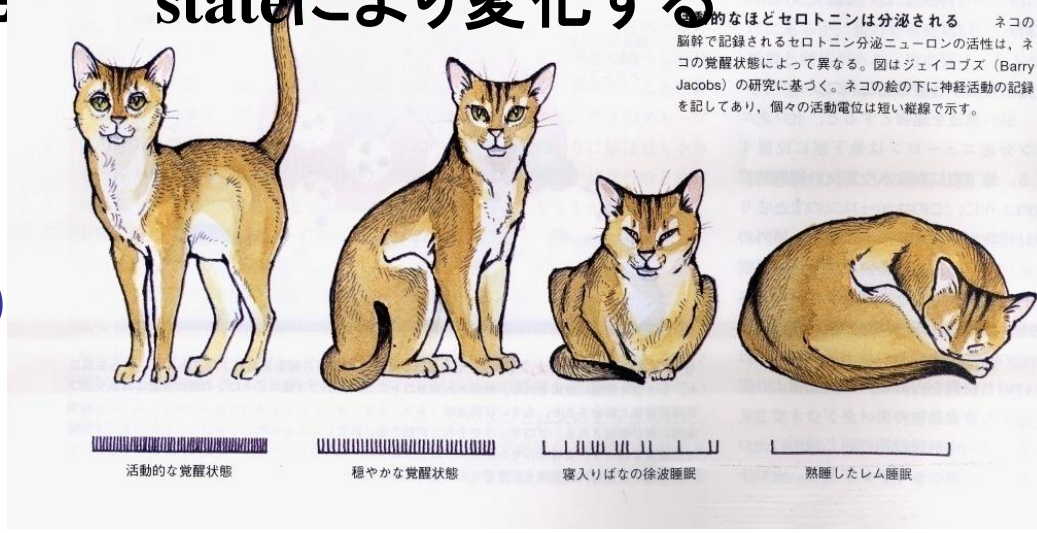 stateにより変化する
的なほどセロトニンは分泌される　ネコの
脳幹で記録されるセロトニン分泌ニューロンの活性は、ネ
コの覚醒状態によって異なる。図はジェイコブズ（Barry
Jacobs）の研究に基づく。ネコの絵の下に神経活動の記録
を記してあり，個々の活動電位は短い縦線で示す。
活動的な覚醒状態
穏やかな覚醒状態
寝入りばなの徐波睡眠
熟睡したレム睡眠